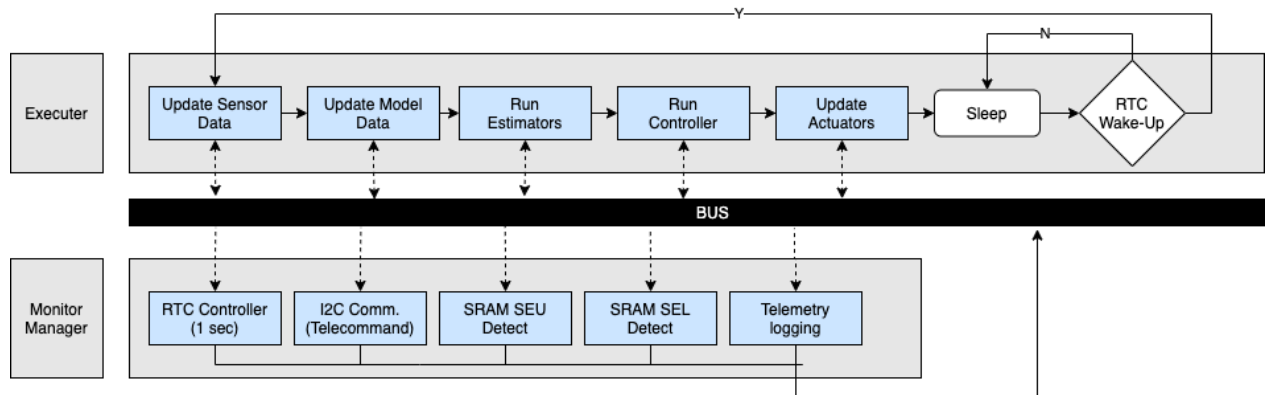 Y
N
Executer
Update Sensor
Data
Update Model
Data
Run
Estimators
Run
Controller
Update
Actuators
Sleep
RTC
Wake-Up
BUS
Monitor
Manager
RTC Controller
(1 sec)
I2C Comm.
(Telecommand)
SRAM SEU
Detect
SRAM SEL
Detect
Telemetry
logging